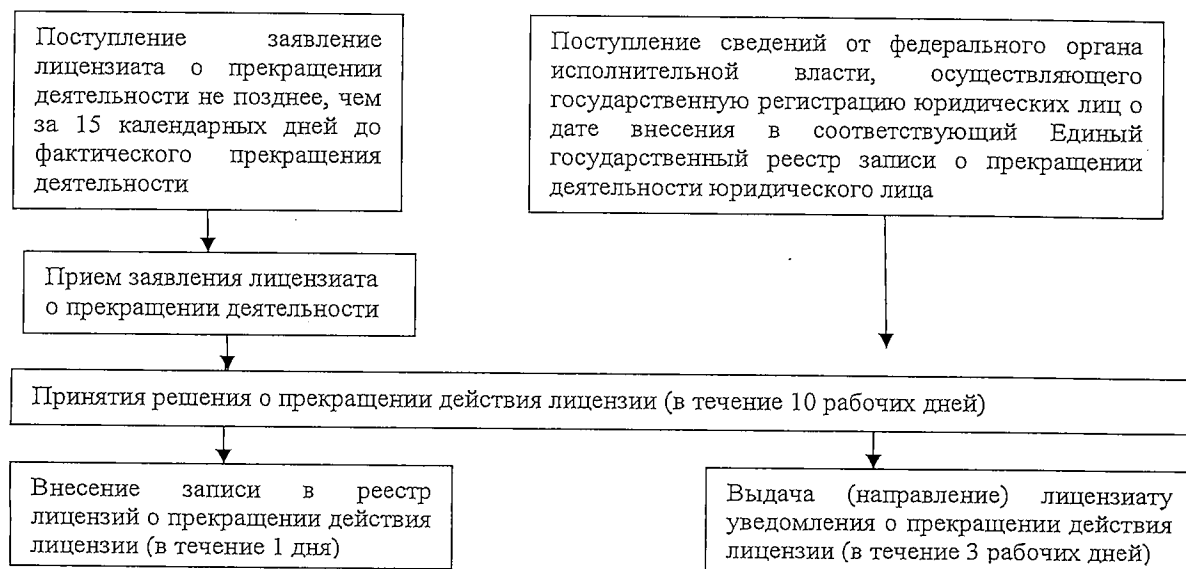 Поступление заявление
лицензиата о прекращении
деятельности не позднее, чем
за 15 календарных дней до
фактического прекращения
деятельности
Поступление сведений от федерального органа
исполнительной власти, осуществляющего
государственную регистрацию юридических лиц о
дате внесения в соответствующий Единый
государственный реестр записи о прекращении
деятельности юридического лица
Прием заявления лицензиата
о прекращении деятельности
Принятия решения о прекращении действия лицензии (в течение 10 рабочих дней)
Внесение записи в реестр
лицензий о прекращении действия
лицензии (в течение 1 дня)
Выдача (направление) лицензиату
уведомления о прекращении действия
лицензии (в течение 3 рабочих дней)